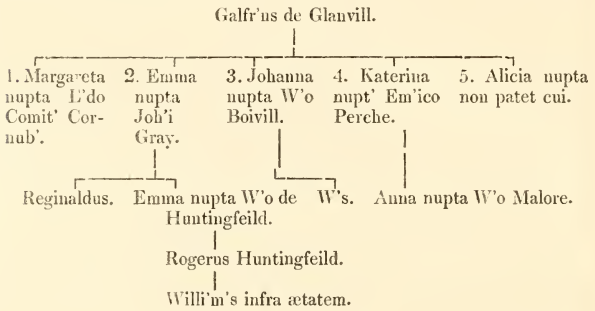 Galfr'us de Glanvill.
1. Margareta nupta L'do Comit' Cornub'.
2. Emma nupta Joh'i Gray.
3. Johanna nupta W'o Boivill.
4. Katerina nupt' Em'ico Perche.
5. Alicia nupta non patet cui.
Reginaldus.
Emma nupta W'o de Huntingfeild.
W's.
Anna nupta W'o Malore.
Rogerus Huntingfeild.
Willi'm's infra ætatem.